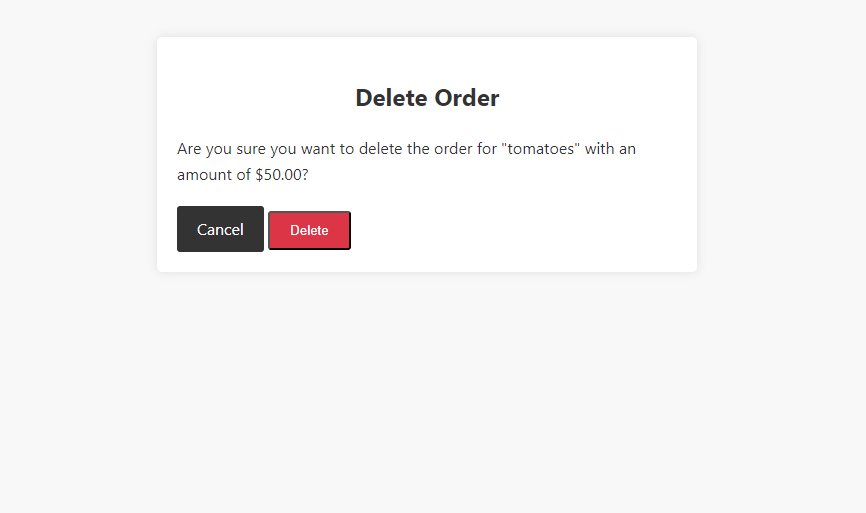 Delete Order
Are you sure you want to delete the order for "tomatoes" with an
amount of $50.00?
Cancel Delete